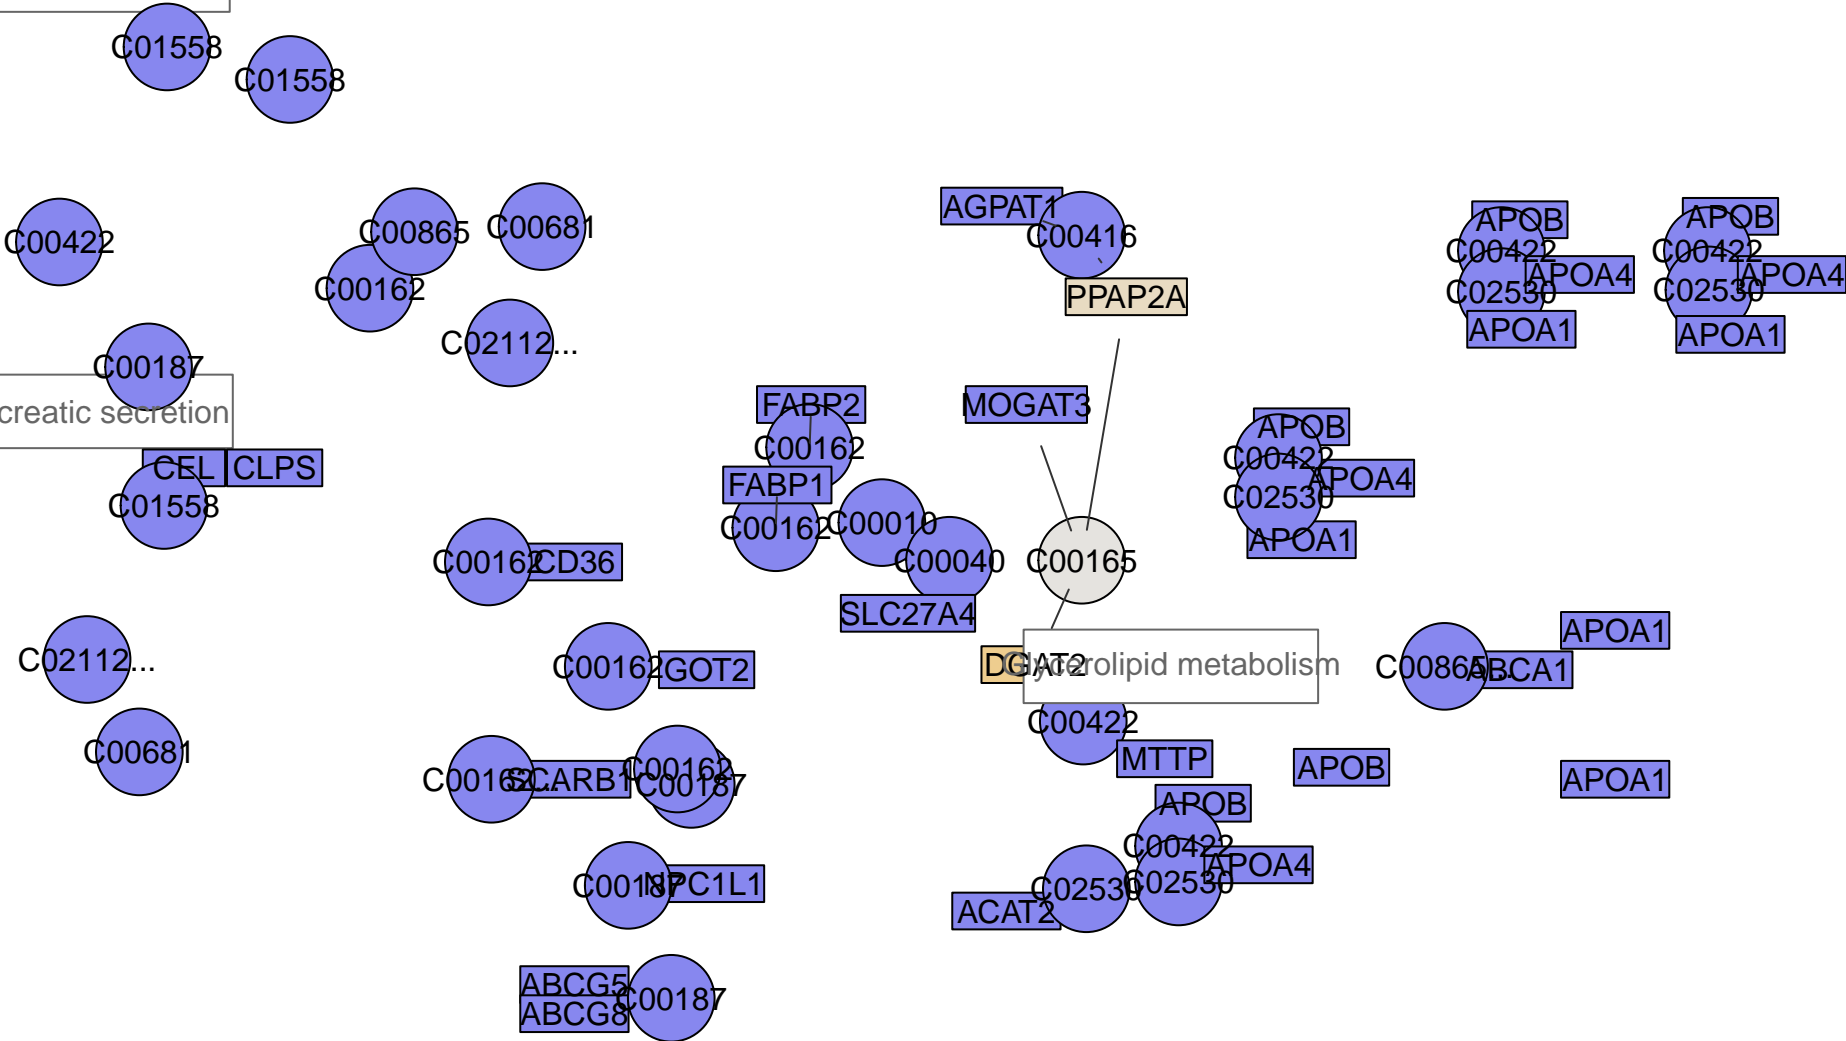 C01558
C01558
C00422
C00865
C00681
C00162
C02112...
C00187
creatic secretion
CEL
CLPS
C01558
AGPAT1
C00416
PPAP2A
APOB
C00422
APOA4
C02530
APOA1
APOB
C00422
APOA4
C02530
APOA1
FABP2
C00162
FABP1
C00162
C00010
C00040
SLC27A4
MOGAT3
C00165
APOB
C00422
APOA4
C02530
APOA1
C00162
CD36
C02112...
C00681
C00162
GOT2
DGAT2
Glycerolipid metabolism
C00422
MTTP
APOB
C00865...
ABCA1
APOA1
APOA1
C00162...
SCARB1
C00162
C00187
C00187
NPC1L1
APOB
C00422
APOA4
C02530
C02530
ACAT2
ABCG5
ABCG8
C00187